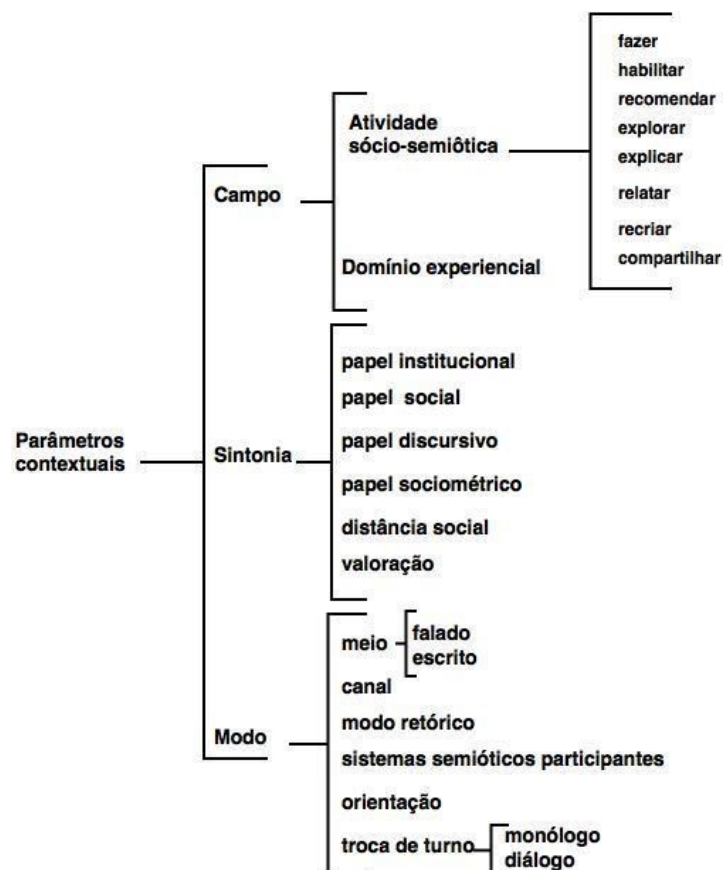 fazer
habilitar
recomendar
explorar
explicar
relatar
recriar
compartilhar
Atividade
sócio-semiôtica
Campo
Domínio experiencial
papel institucional
papel social
papel discursivo
papel sociométrico
distância social
valoração
Parâmetros
contextuais
Sintonia
meio
falado
escrito
canal
modo retórico
Modo
sistemas semióticos participantes
orientação
troca de turno
monólogo
diálogo